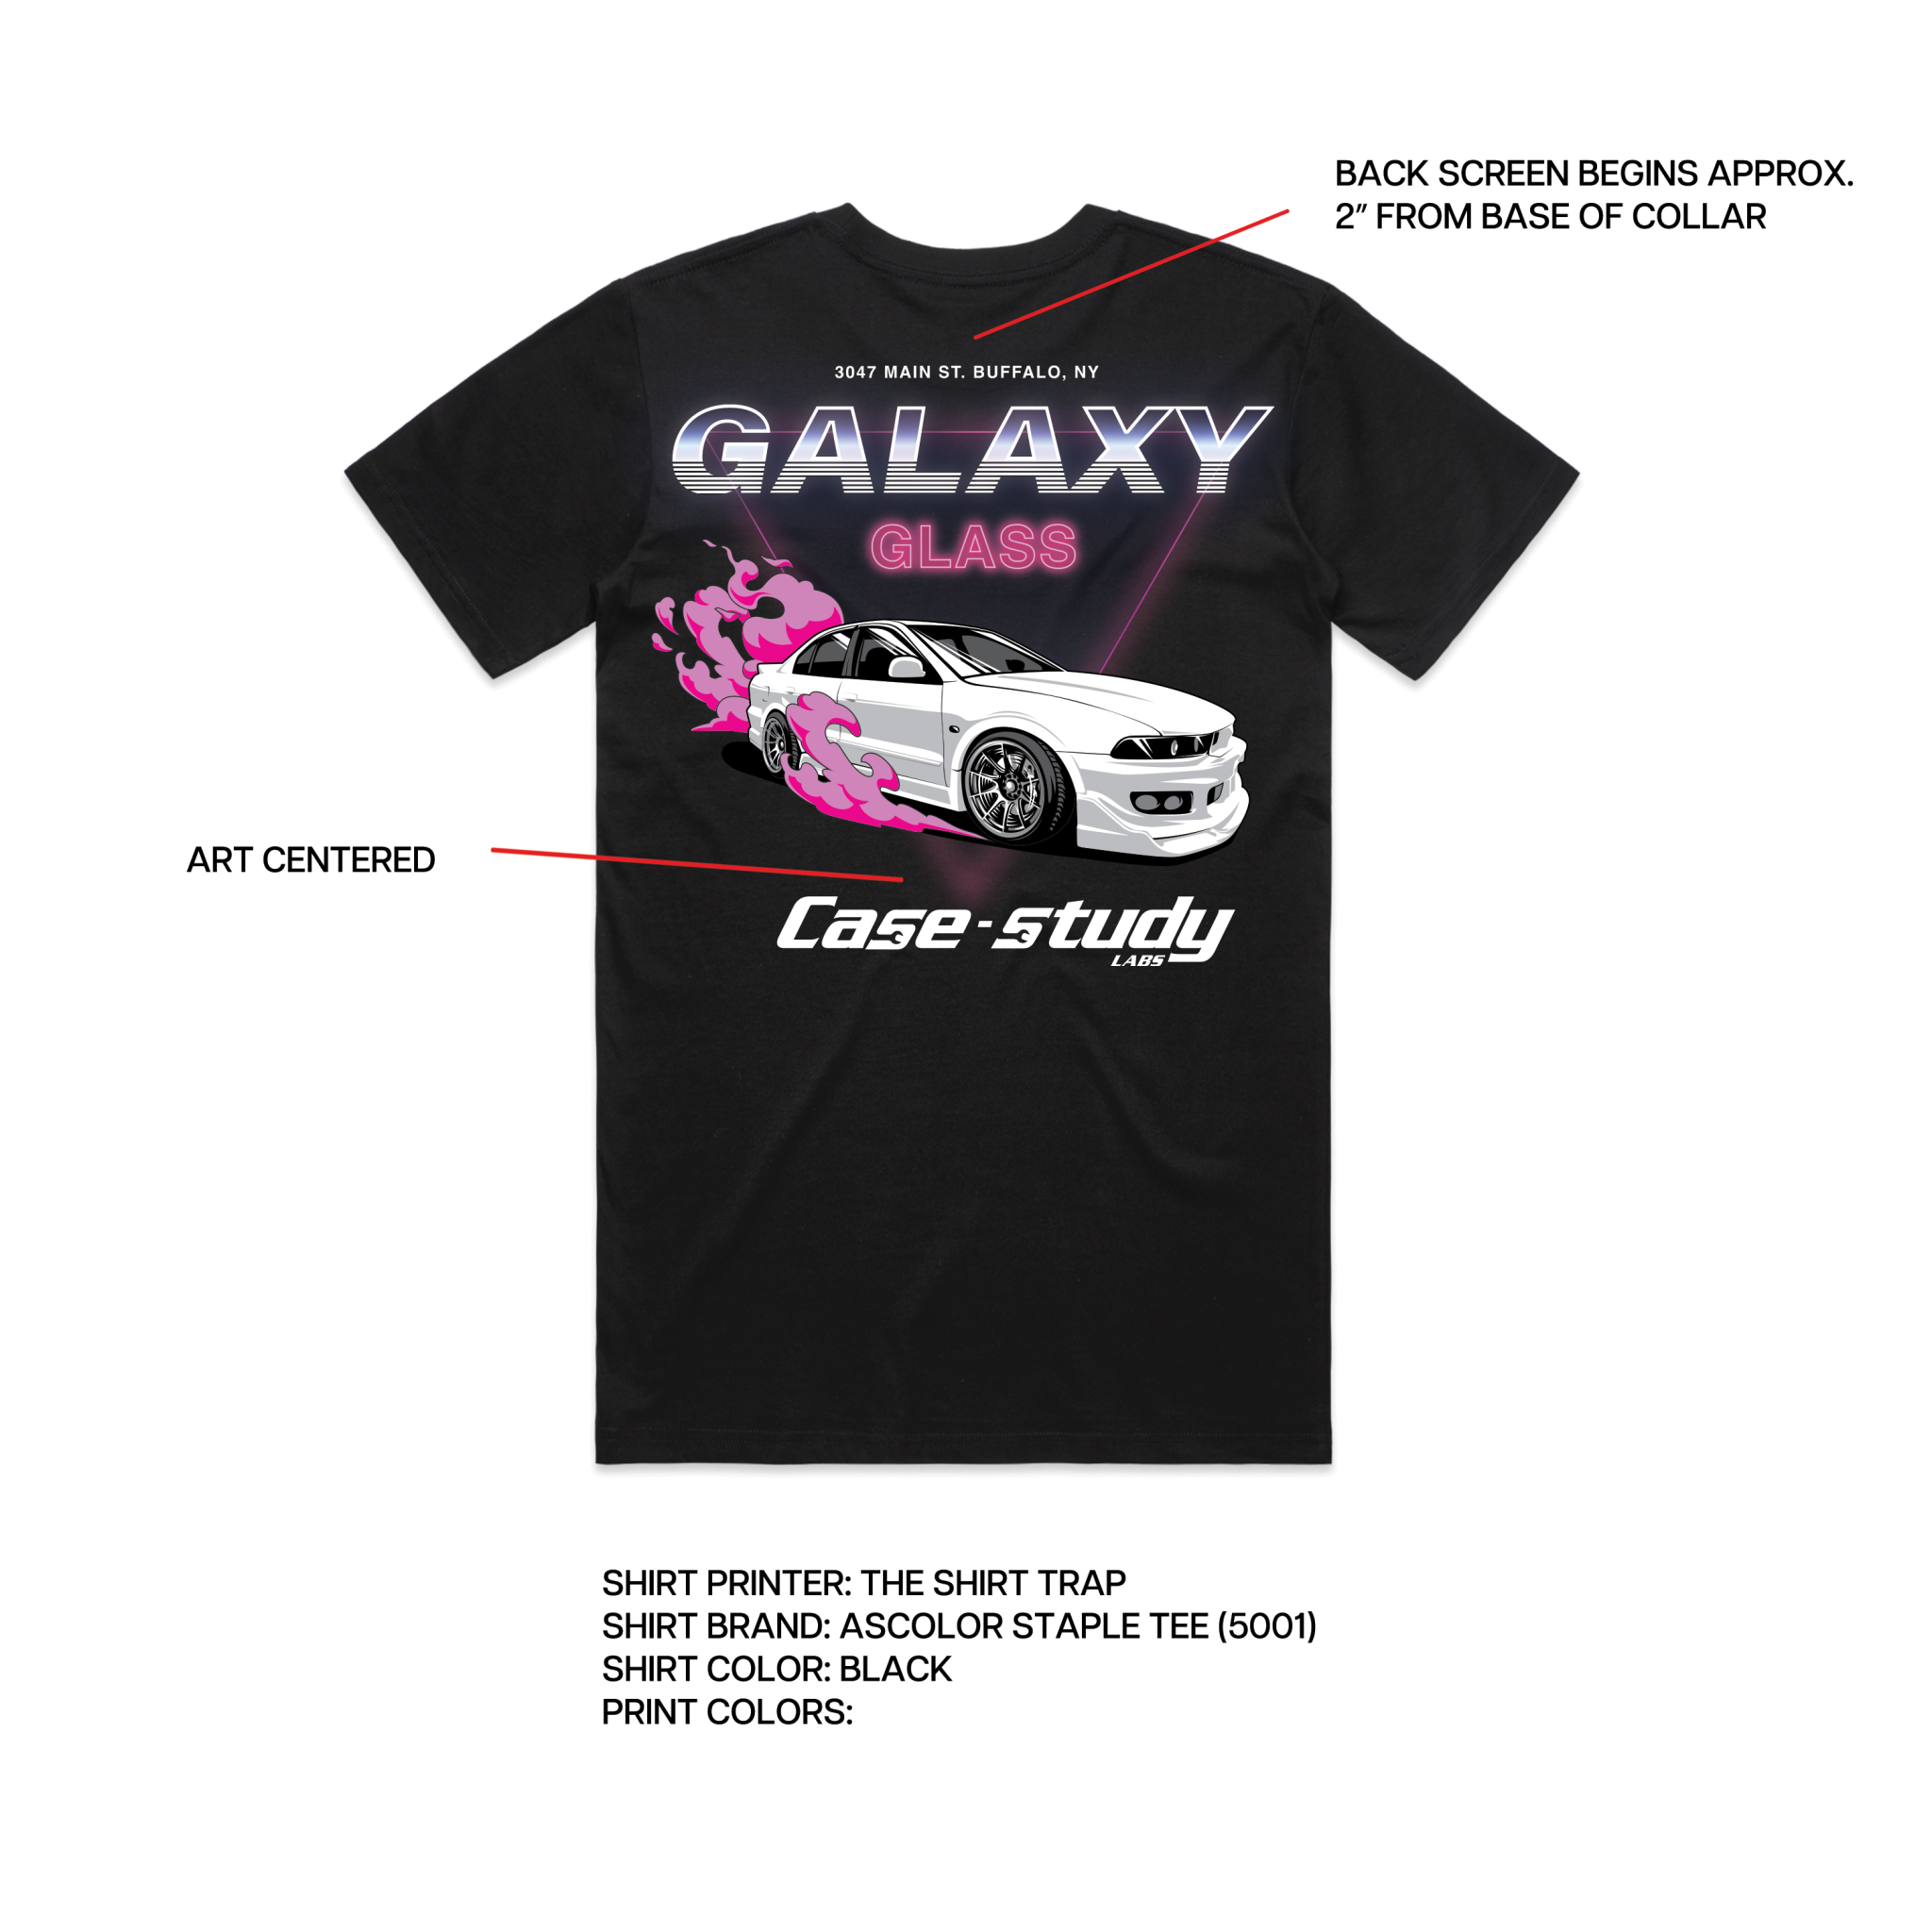 BACK SCREEN BEGINS APPROX.
2” FROM BASE OF COLLAR
3047 MAIN ST. BUFFALO, NY
GALAXY
GLASS
ART CENTERED
Case-study
LABS
SHIRT PRINTER: THE SHIRT TRAP
SHIRT BRAND: ASCOLOR STAPLE TEE (5001)
SHIRT COLOR: BLACK
PRINT COLORS: